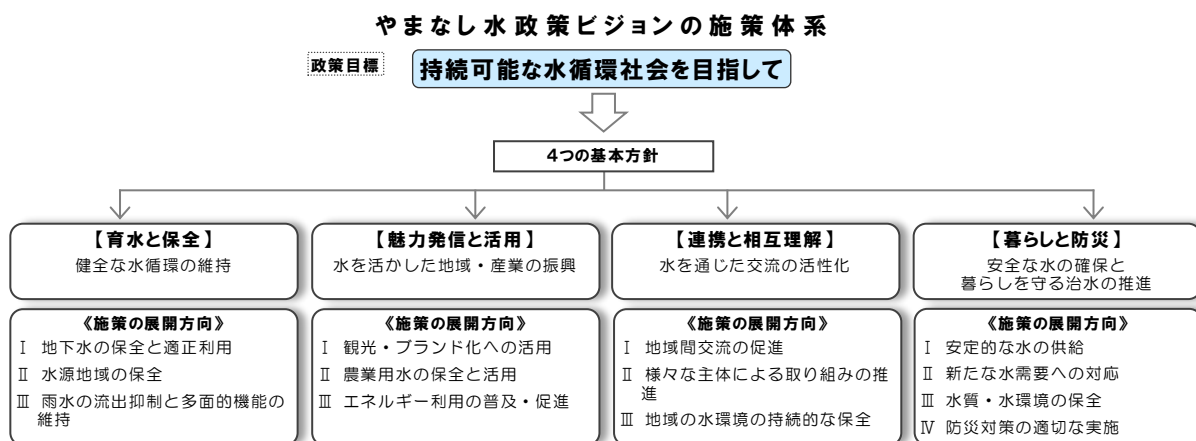 やまなし水政策ビジョンの施策体系
政策目標
持続可能な水循環社会を目指して
4つの基本方針
【育水と保全】
健全な水循環の維持
《施策の展開方向》
Ⅰ 地下水の保全と適正利用
Ⅱ 水源地域の保全
Ⅲ 雨水の流出抑制と多面的機能の
維持
【魅力発信と活用】
水を活かした地域・産業の振興
《施策の展開方向》
Ⅰ 観光・ブランド化への活用
Ⅱ 農業用水の保全と活用
Ⅲ エネルギー利用の普及・促進
【連携と相互理解】
水を通じた交流の活性化
《施策の展開方向》
Ⅰ 地域間交流の促進
Ⅱ 様々な主体による取り組みの推
進
Ⅲ 地域の水環境の持続的な保全
【暮らしと防災】
安全な水の確保と
暮らしを守る治水の推進
《施策の展開方向》
Ⅰ 安定的な水の供給
Ⅱ 新たな水需要への対応
Ⅲ 水質・水環境の保全
Ⅳ 防災対策の適切な実施